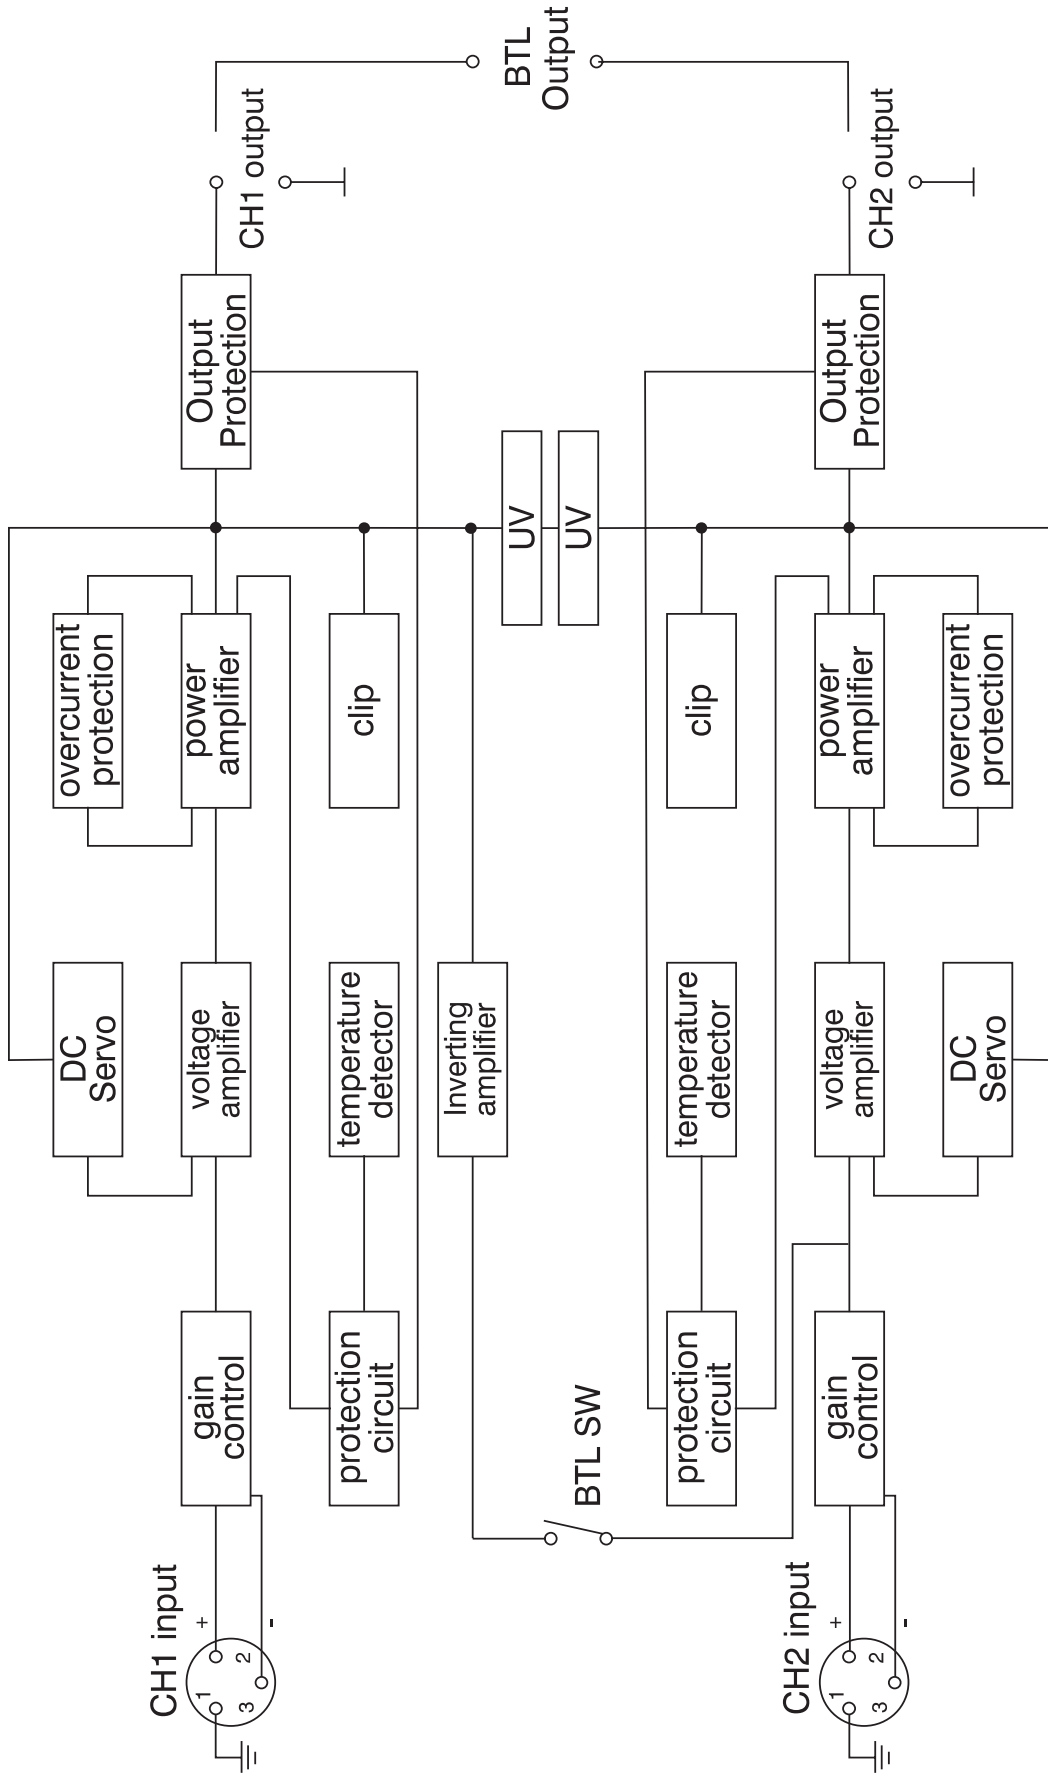 CH1 input
1
2
3
+
-
gain
control
voltage
amplifier
DC
Servo
power
amplifier
overcurrent
protection
Output
Protection
CH1 output
protection
circuit
temperature
detector
clip
Inverting
amplifier
UV
UV
BTL SW
BTL
Output
protection
circuit
temperature
detector
clip
CH2 input
1
2
3
+
-
gain
control
voltage
amplifier
power
amplifier
Output
Protection
CH2 output
DC
Servo
overcurrent
protection